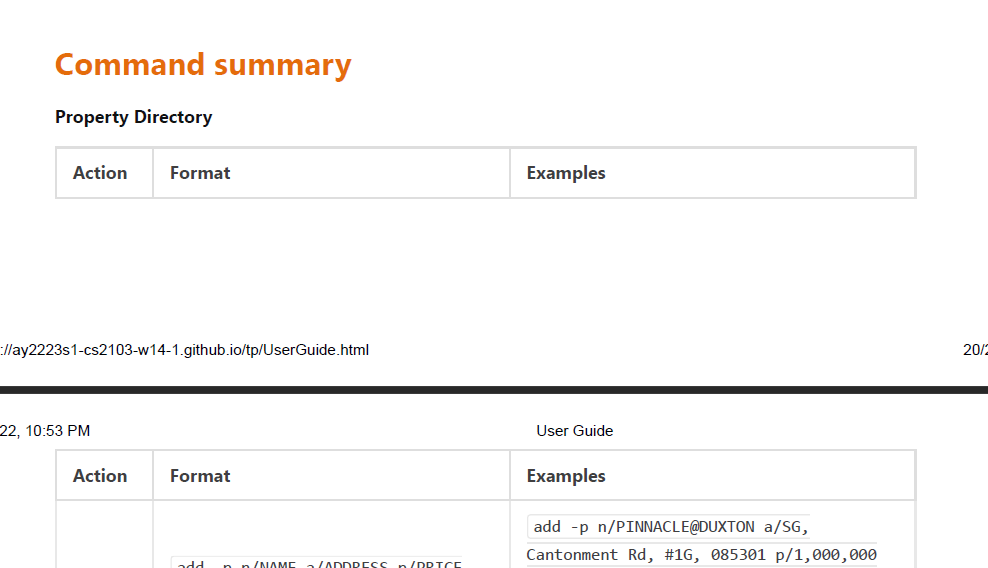 Command summary
Property Directory
Action Format Examples
://ay2223s1-cs2103-w14-1.github.io/tp/UserGuide.html 20/2
22, 10:53 PM User Guide
Action Format Examples
add -p n/PINNACLE@DUXTON a/SG,
Cantonment Rd, #1G, 085301 p/1,000,000
add -p n/NAME a/ADDRESS p/PRICE